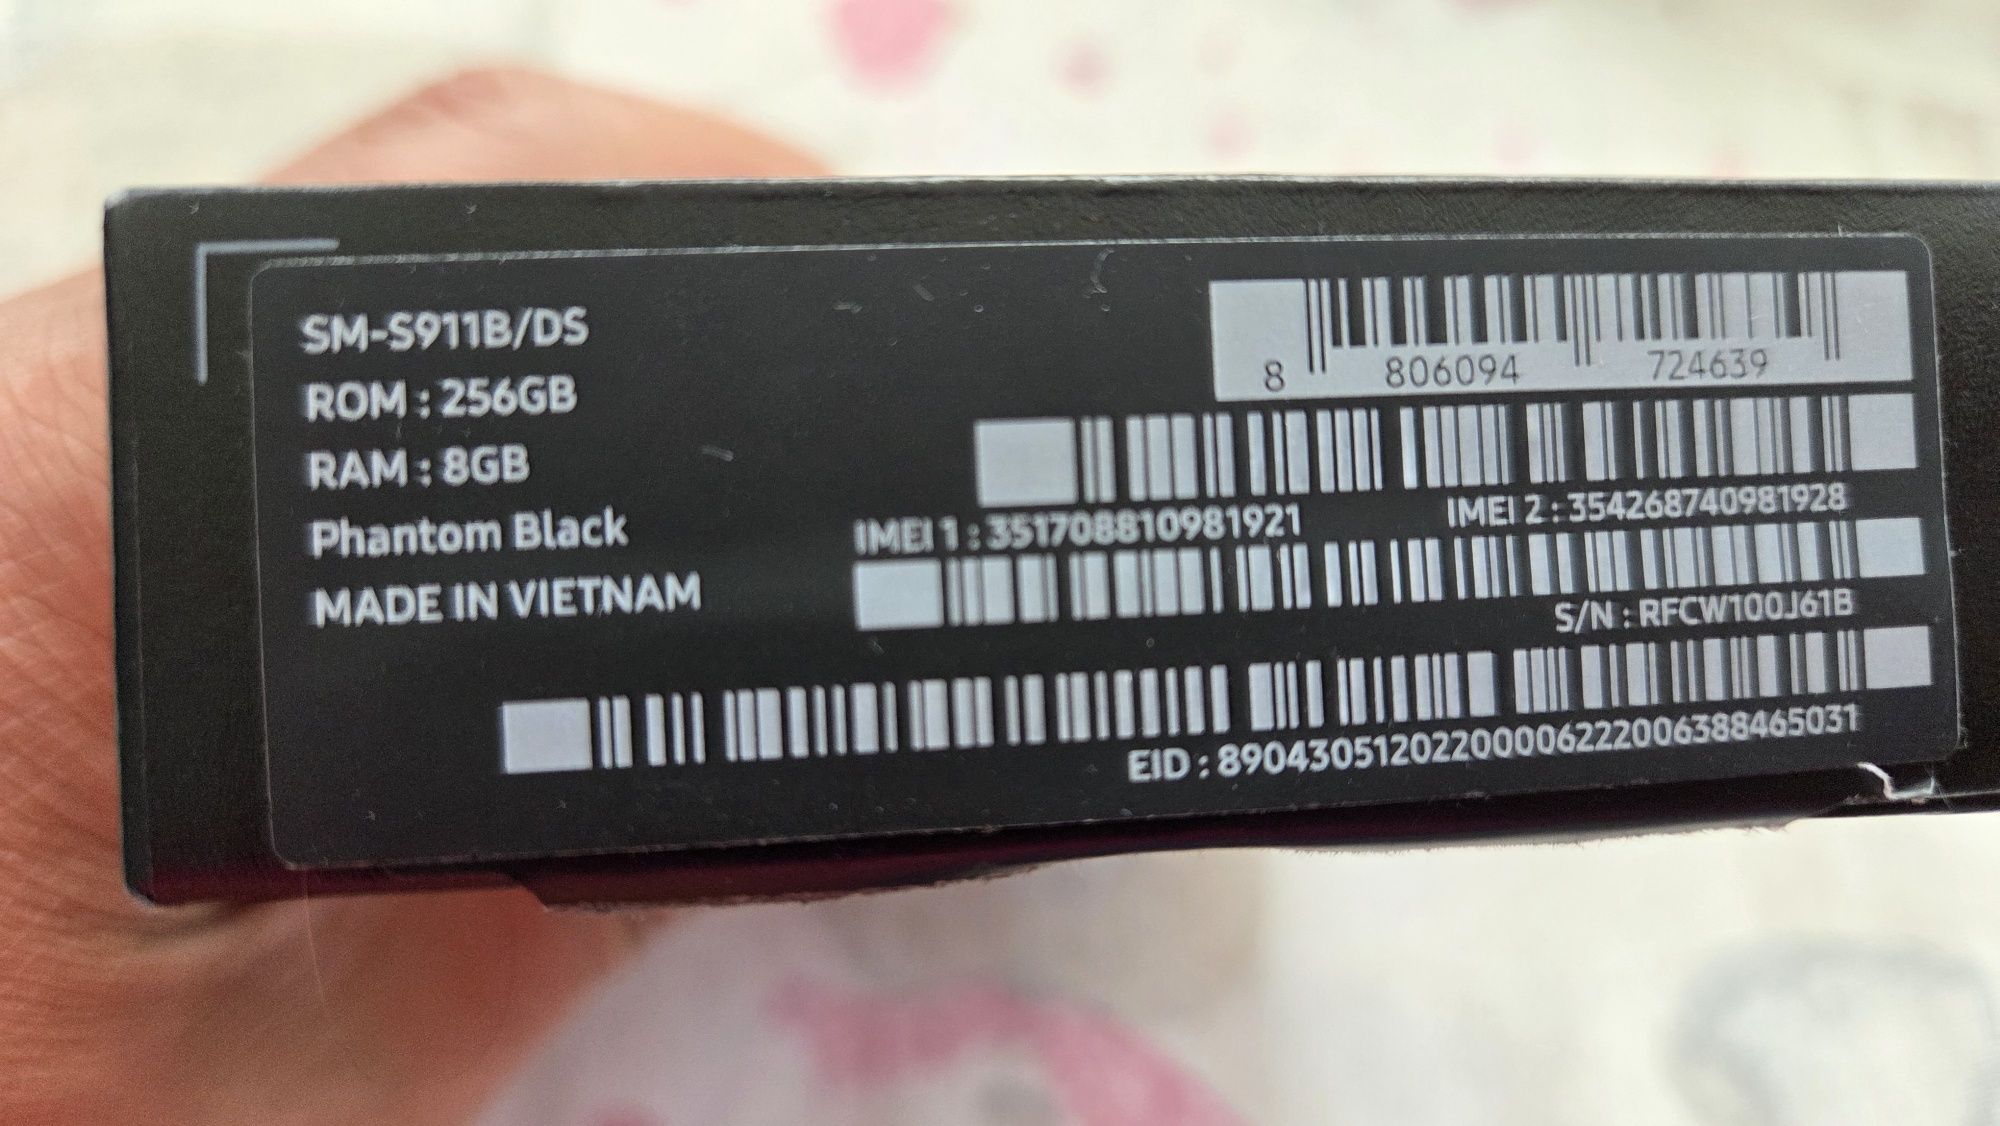 SM-S911B/DS
ROM : 256GB
RAM : 8GB
Phantom Black
MADE IN VIETNAM
8 806094 724639
IMEI 1 : 351708810981921 IMEI 2 : 354268740981928
S/N : RFCW100J61B
EID : 89043051202200006222006388465031